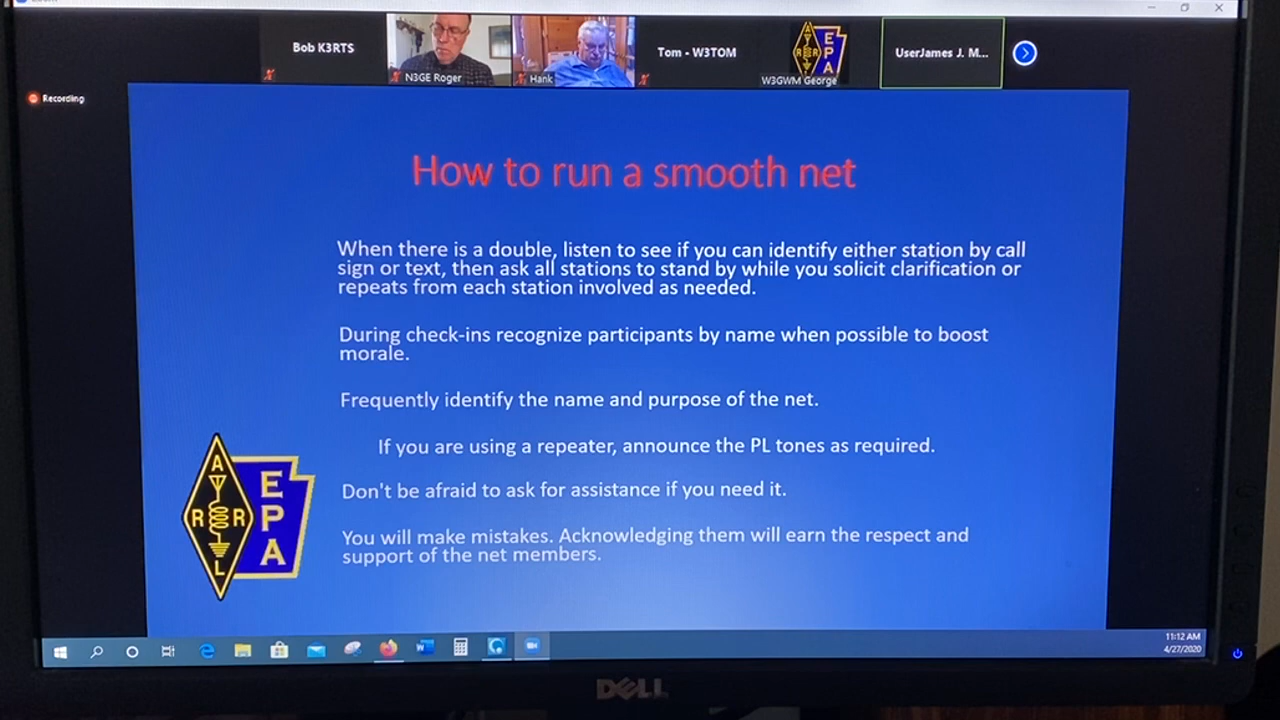 Bob K3RTS
N3GE Roger
Hank
Tom - W3TOM
W3GWM George
UserJames J. M...
Recording
How to run a smooth net
When there is a double, listen to see if you can identify either station by call
sign or text, then ask all stations to stand by while you solicit clarification or
repeats from each station involved as needed.
During check-ins recognize participants by name when possible to boost
morale.
Frequently identify the name and purpose of the net.
If you are using a repeater, announce the PL tones as required.
Don't be afraid to ask for assistance if you need it.
You will make mistakes. Acknowledging them will earn the respect and
support of the net members.
A
R R
L
E
P
A
11:12 AM
4/27/2020
DELL